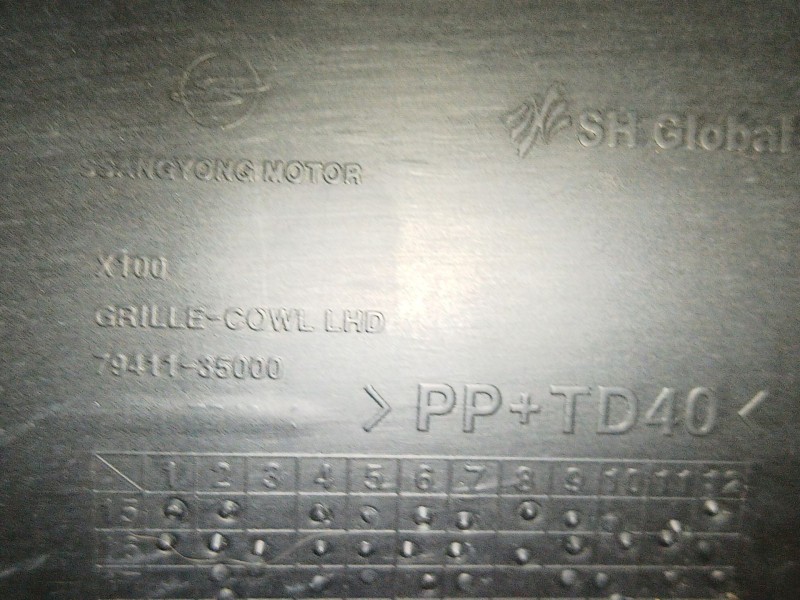 SH Global
SSANGYONG MOTOR
X100
GRILLE-COWL LHD
79411-35000
>PP+TD40<
1 2 3 4 5 6 7 8 9 10 11 12
15
16